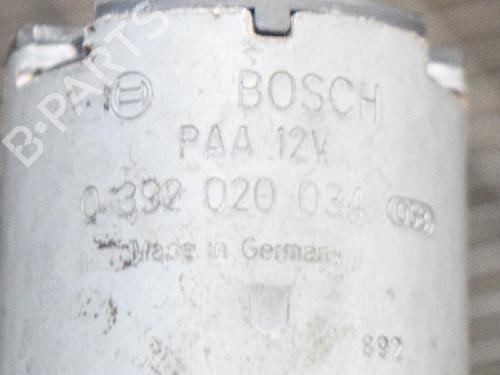 BOSCH
PAA 12V
0 392 020 034
Made in Germany
892
B-PARTS